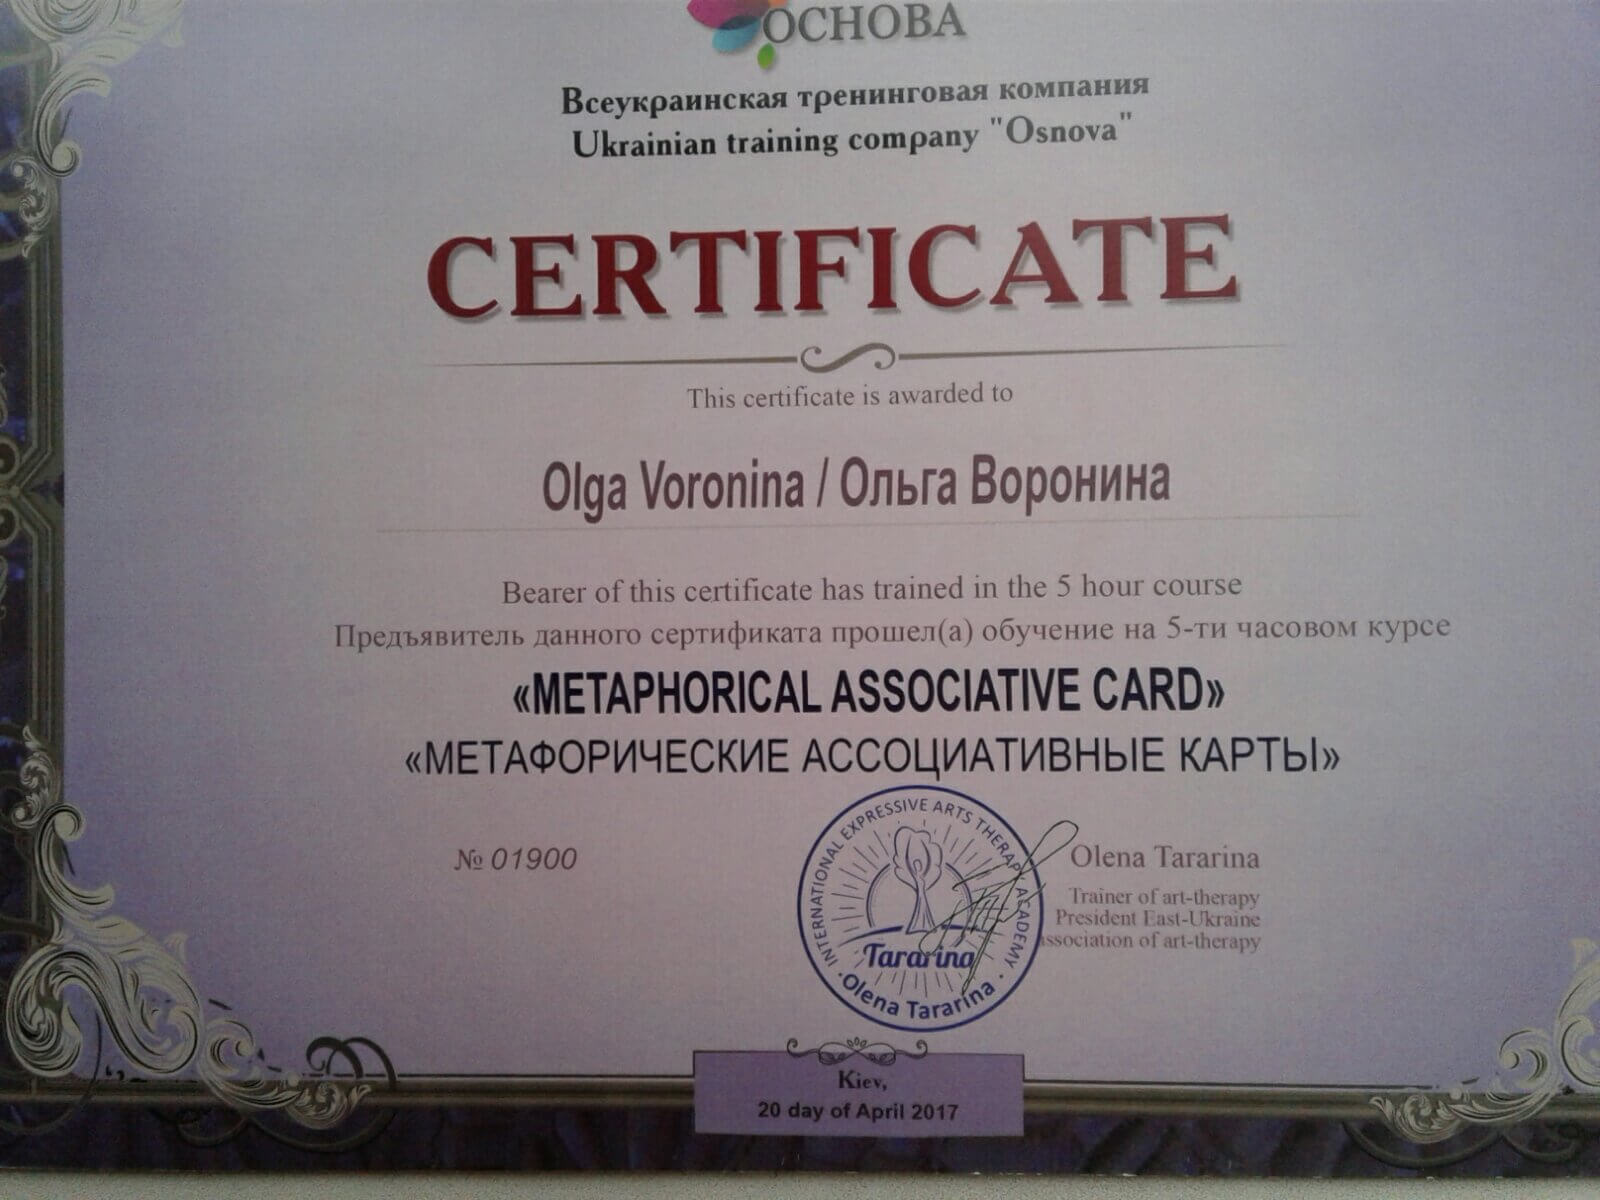 ОСНОВА
Всеукраинская тренинговая компания
Ukrainian training company "Osnova"
CERTIFICATE
This certificate is awarded to
Olga Voronina / Ольга Воронина
Bearer of this certificate has trained in the 5 hour course
Предъявитель данного сертификата прошел(а) обучение на 5-ти часовом курсе
«METAPHORICAL ASSOCIATIVE CARD»
«МЕТАФОРИЧЕСКИЕ АССОЦИАТИВНЫЕ КАРТЫ»
№ 01900
INTERNATIONAL EXPRESSIVE ARTS THERAPY ACADEMY
Tararina
· Olena Tararina ·
Olena Tararina
Trainer of art-therapy
President East-Ukraine
association of art-therapy
Kiev,
20 day of April 2017